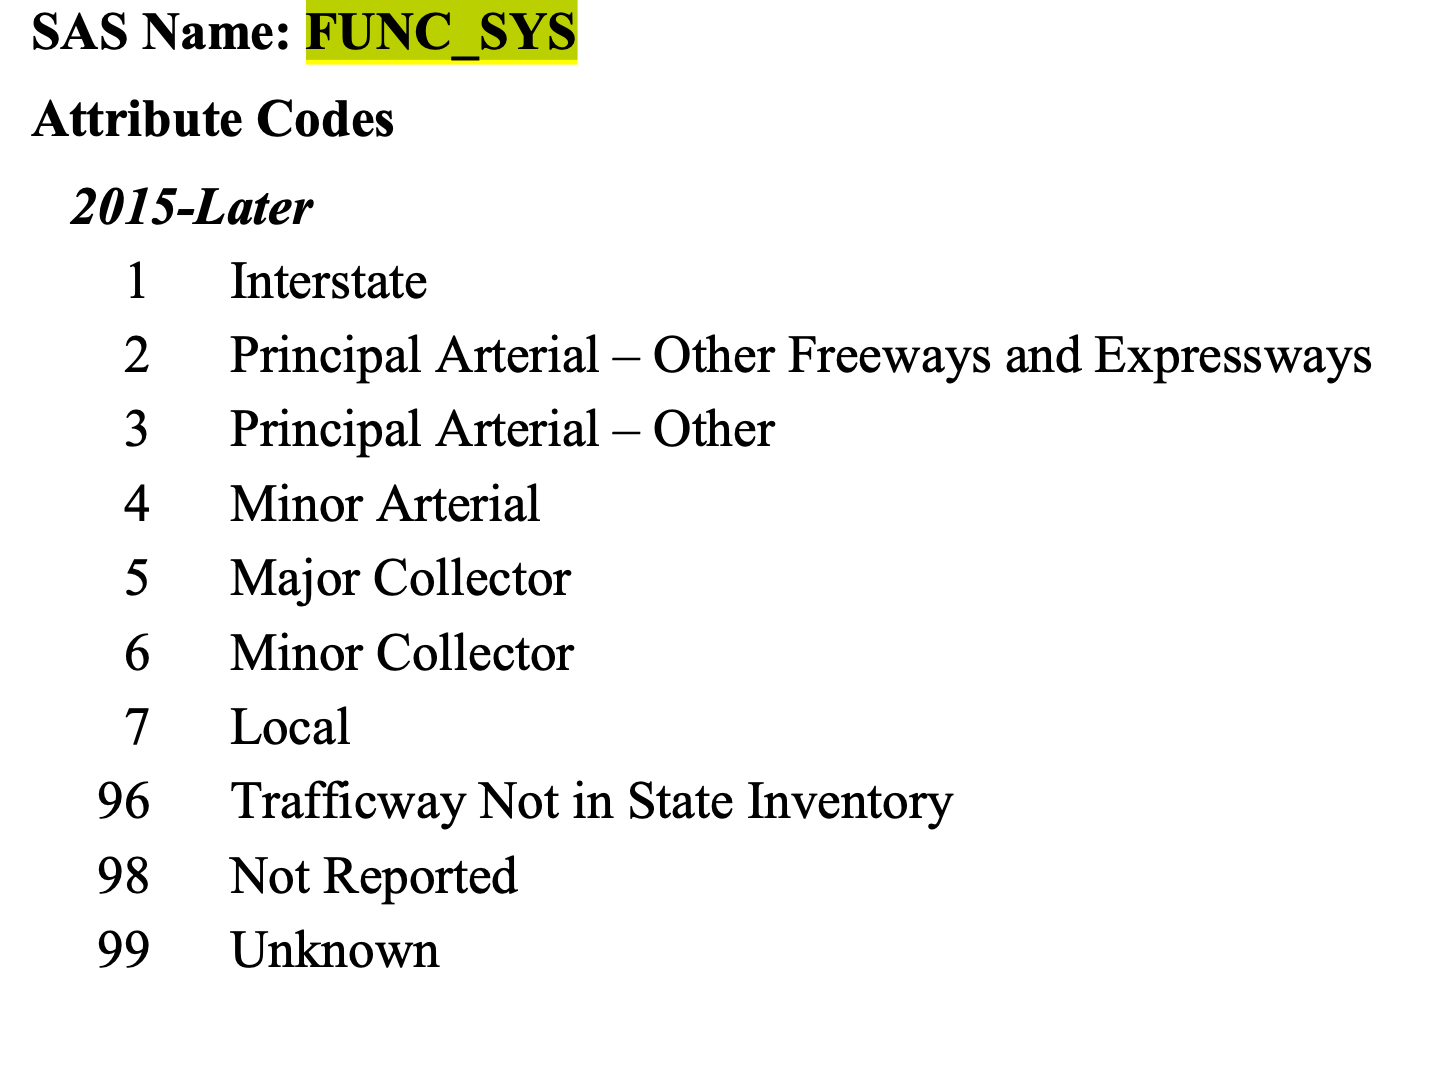 SAS Name: FUNC_SYS
Attribute Codes
2015-Later
1 Interstate
2 Principal Arterial – Other Freeways and Expressways
3 Principal Arterial – Other
4 Minor Arterial
5 Major Collector
6 Minor Collector
7 Local
96 Trafficway Not in State Inventory
98 Not Reported
99 Unknown